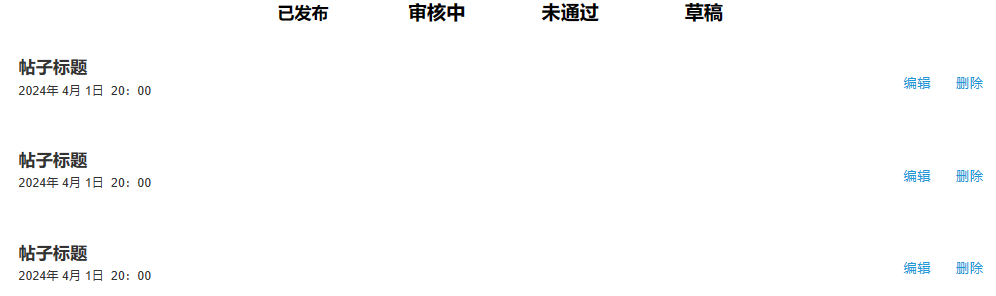 已发布 审核中 未通过 草稿
帖子标题
2024年 4月 1日 20：00
编辑 删除
帖子标题
2024年 4月 1日 20：00
编辑 删除
帖子标题
2024年 4月 1日 20：00
编辑 删除